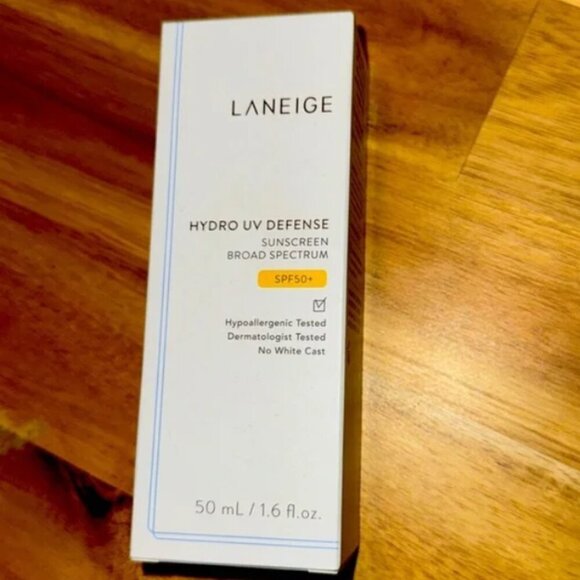 LANEIGE
HYDRO UV DEFENSE
SUNSCREEN
BROAD SPECTRUM
SPF50+
Hypoallergenic Tested
Dermatologist Tested
No White Cast
50 mL / 1.6 fl.oz.